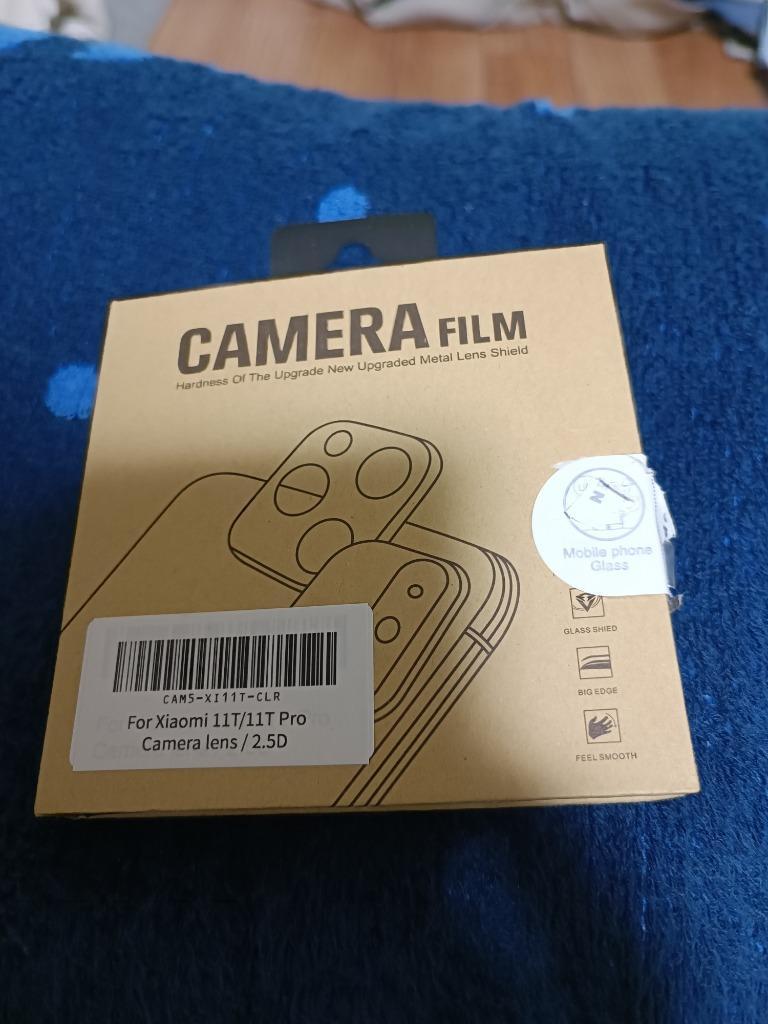 CAMERA FILM
Hardness Of The Upgrade New Upgraded Metal Lens Shield
Mobile phone
Glass
GLASS SHIED
BIG EDGE
FEEL SMOOTH
CAM5-XI11T-CLR
For Xiaomi 11T/11T Pro
Camera lens / 2.5D